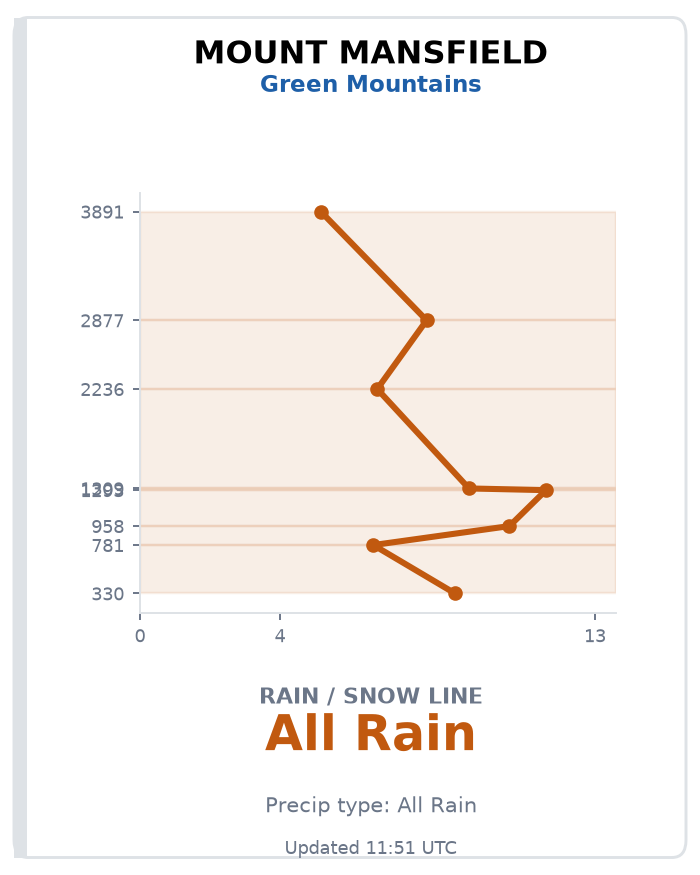 MOUNT MANSFIELD
Green Mountains
3891
2877
2236
958
781
330
0 4 13
RAIN / SNOW LINE
All Rain
Precip type: All Rain
Updated 11:51 UTC